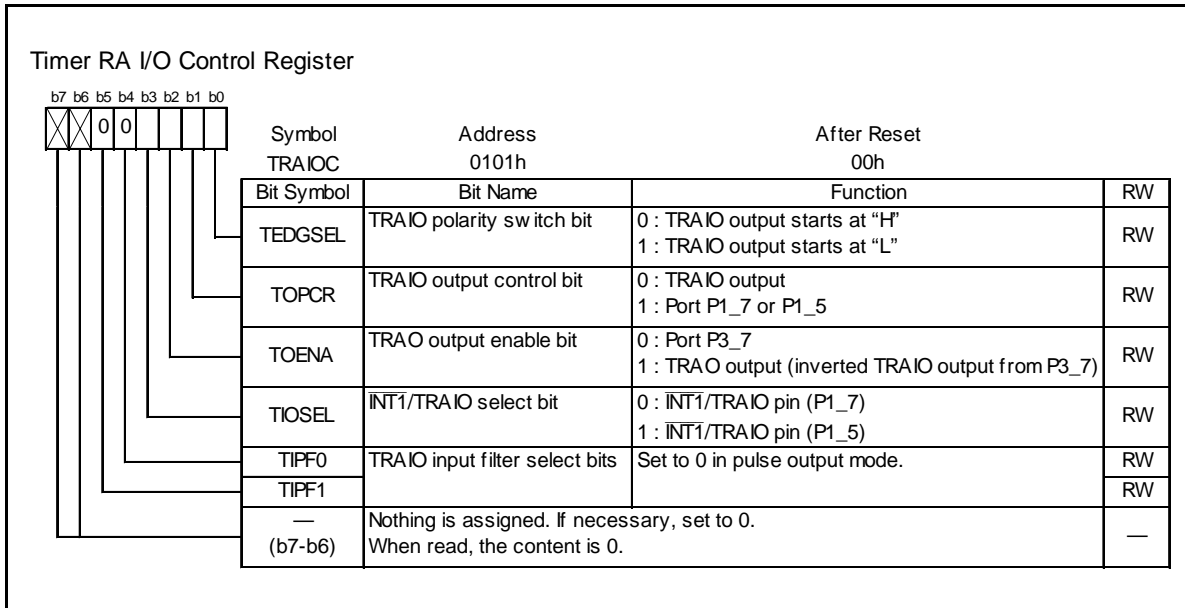 Timer RA I/O Control Register
b7 b6 b5 b4 b3 b2 b1 b0
0 0
Symbol Address After Reset
TRAIOC 0101h 00h
Bit Symbol Bit Name Function RW
TEDGSEL TRAIO polarity switch bit 0 : TRAIO output starts at “H” RW
1 : TRAIO output starts at “L”
TOPCR TRAIO output control bit 0 : TRAIO output RW
1 : Port P1_7 or P1_5
TOENA TRAO output enable bit 0 : Port P3_7 RW
1 : TRAO output (inverted TRAIO output from P3_7)
TIOSEL INT1/TRAIO select bit 0 : INT1/TRAIO pin (P1_7) RW
1 : INT1/TRAIO pin (P1_5)
TIPF0 TRAIO input filter select bits Set to 0 in pulse output mode. RW
TIPF1 RW
— Nothing is assigned. If necessary, set to 0. —
(b7-b6) When read, the content is 0.